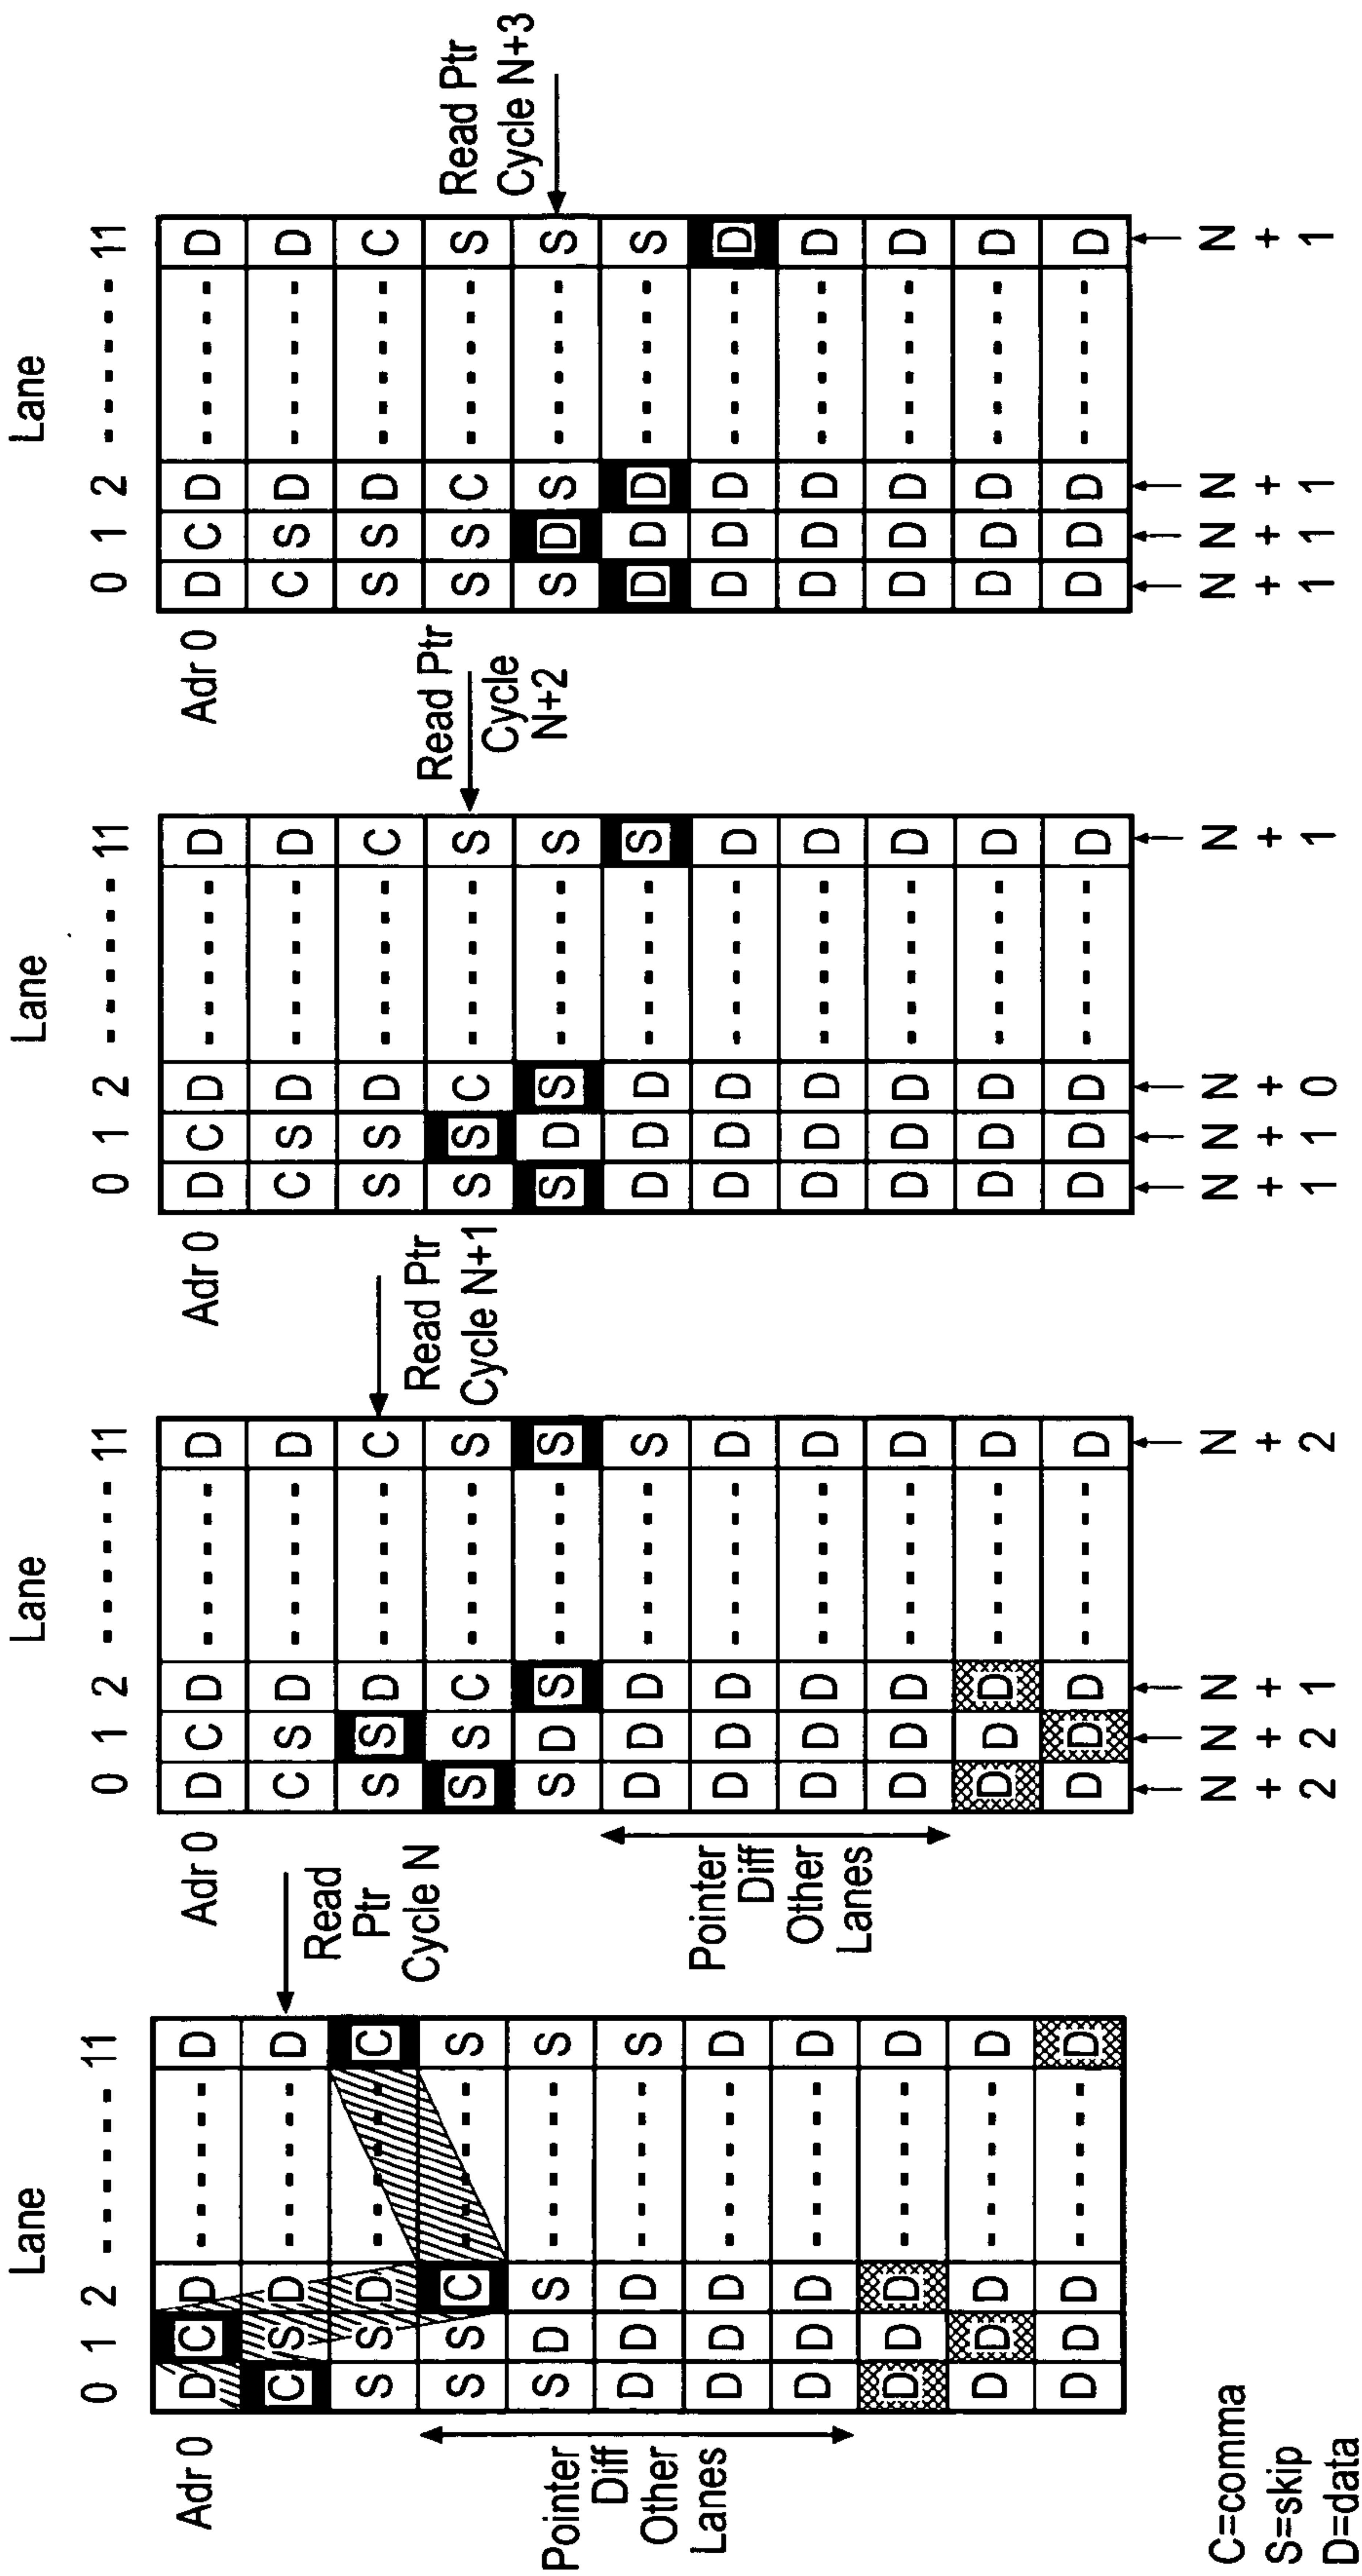 Lane
0 1 2 ------ 11
Adr 0 D C D ------ D
C S D ------ D
S S D ------ C
S S C ------ S
S D S ------ S
D D D ------ S
D D D ------ D
D D D ------ D
D D D ------ D
D D D ------ D
D D D ------ D
Pointer
Diff
Other
Lanes
Read
Ptr
Cycle N
Lane
0 1 2 ------ 11
Adr 0 D C D ------ D
C S D ------ D
S S D ------ C
S S C ------ S
S D S ------ S
D D D ------ S
D D D ------ D
D D D ------ D
D D D ------ D
D D D ------ D
D D D ------ D
N N N N
+ + + +
2 2 1 2
Pointer
Diff
Other
Lanes
Read Ptr
Cycle N+1
Lane
0 1 2 ------ 11
Adr 0 D C D ------ D
C S D ------ D
S S D ------ C
S S C ------ S
S D S ------ S
D D D ------ S
D D D ------ D
D D D ------ D
D D D ------ D
D D D ------ D
D D D ------ D
N N N N
+ + + +
1 1 0 1
Read Ptr
Cycle
N+2
Lane
0 1 2 ------ 11
Adr 0 D C D ------ D
C S D ------ D
S S D ------ C
S S C ------ S
S D S ------ S
D D D ------ S
D D D ------ D
D D D ------ D
D D D ------ D
D D D ------ D
D D D ------ D
N N N N
+ + + +
1 1 1 1
Read Ptr
Cycle N+3
C=comma
S=skip
D=data